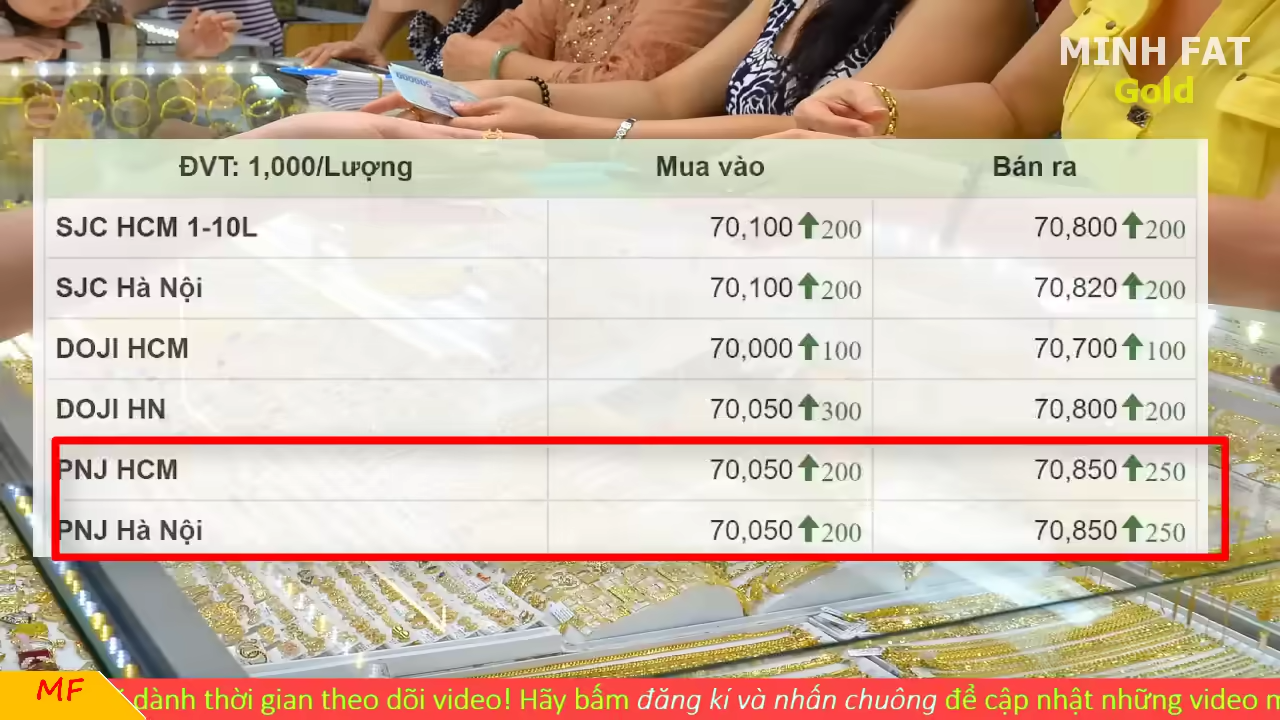 MINH FAT
Gold
ĐVT: 1,000/Lượng Mua vào Bán ra
SJC HCM 1-10L 70,100 200 70,800 200
SJC Hà Nội 70,100 200 70,820 200
DOJI HCM 70,000 100 70,700 100
DOJI HN 70,050 300 70,800 200
PNJ HCM 70,050 200 70,850 250
PNJ Hà Nội 70,050 200 70,850 250
MF dành thời gian theo dõi video! Hãy bấm đăng kí và nhấn chuông để cập nhật những video